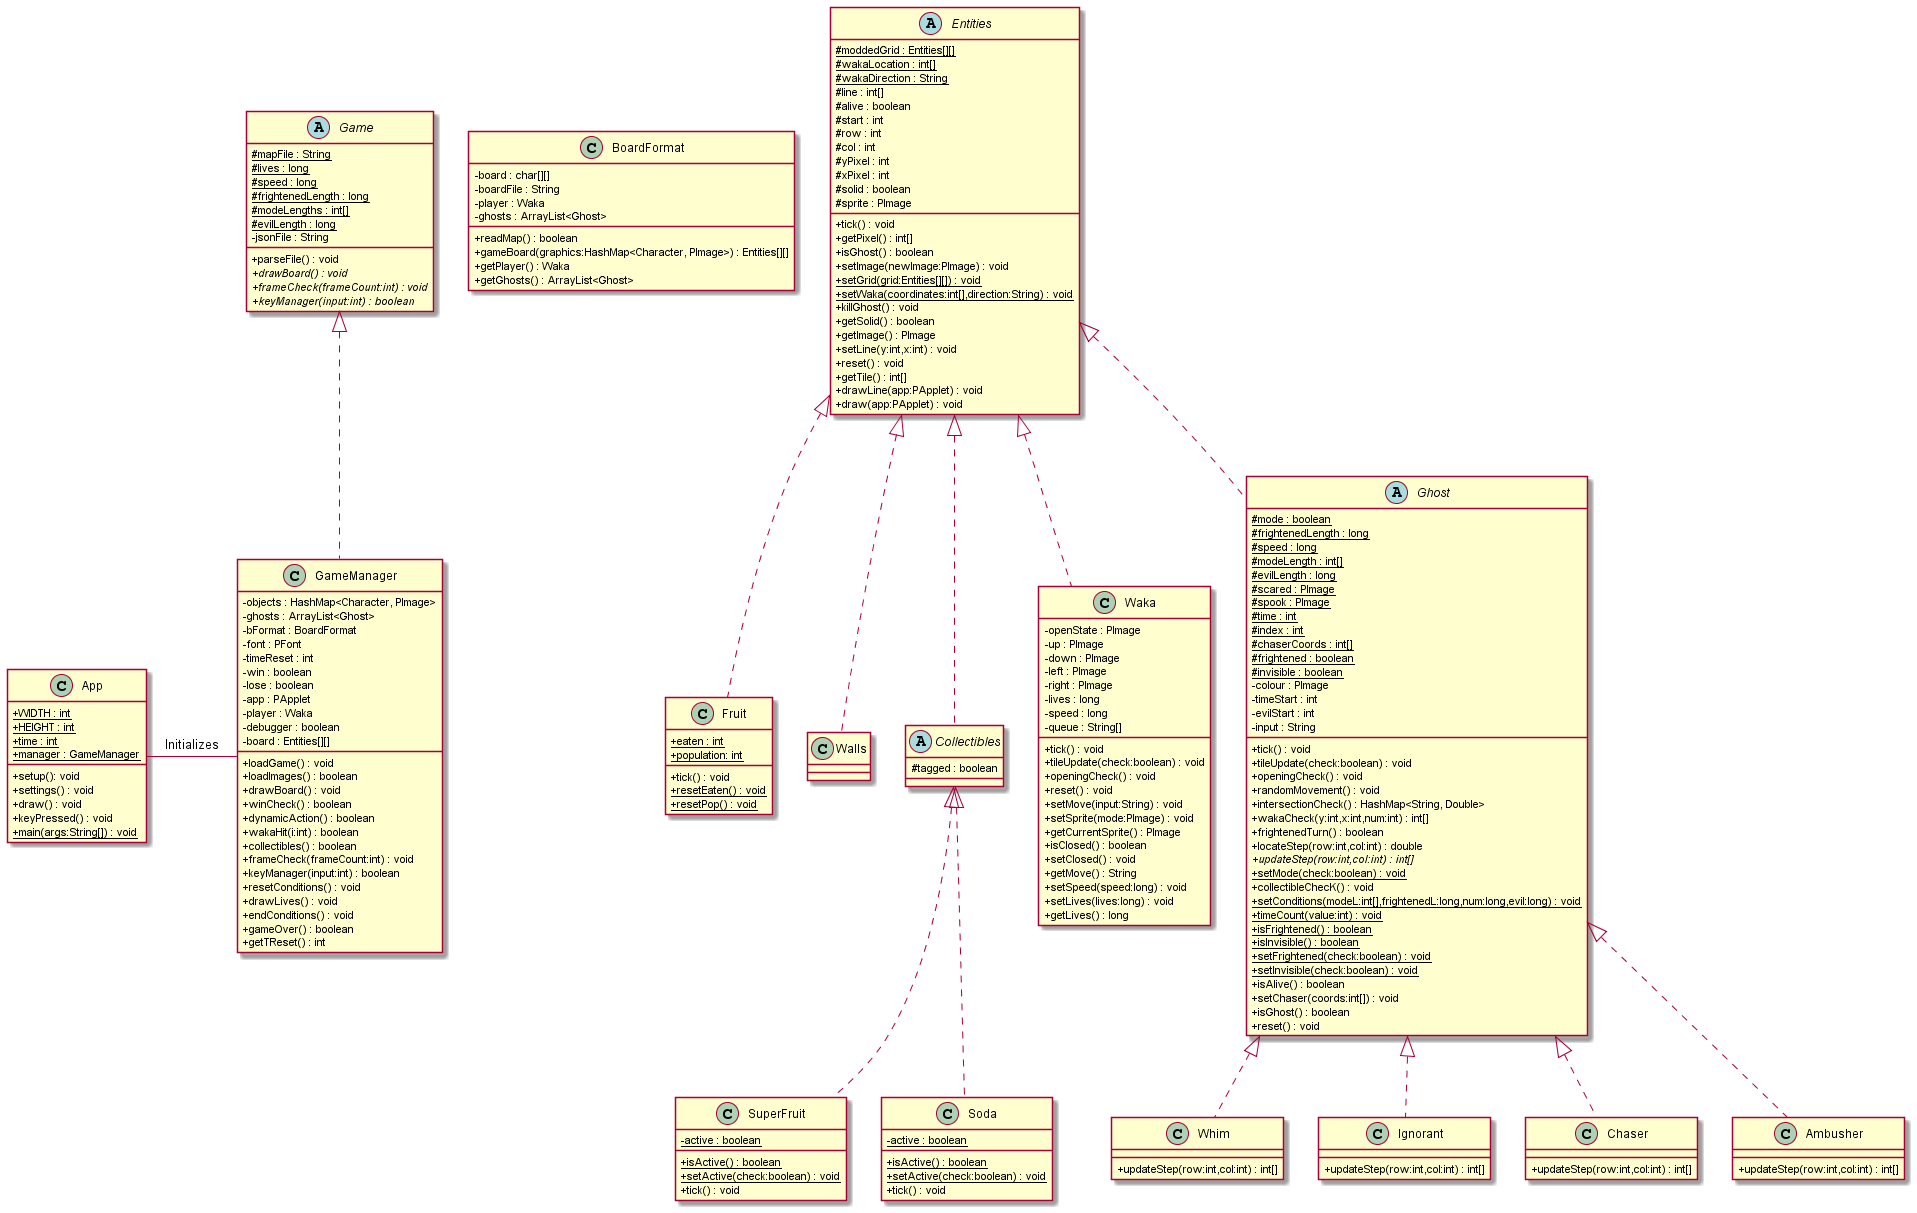 A Entities
#moddedGrid : Entities[][]
#wakaLocation : int[]
#wakaDirection : String
#line : int[]
#alive : boolean
#start : int
#row : int
#col : int
#yPixel : int
#xPixel : int
#solid : boolean
#sprite : PImage
+tick() : void
+getPixel() : int[]
+isGhost() : boolean
+setImage(newImage:PImage) : void
+setGrid(grid:Entities[][]) : void
+setWaka(coordinates:int[],direction:String) : void
+killGhost() : void
+getSolid() : boolean
+getImage() : PImage
+setLine(y:int,x:int) : void
+reset() : void
+getTile() : int[]
+drawLine(app:PApplet) : void
+draw(app:PApplet) : void
A Game
#mapFile : String
#lives : long
#speed : long
#frightenedLength : long
#modeLengths : int[]
#evilLength : long
-jsonFile : String
+parseFile() : void
+drawBoard() : void
+frameCheck(frameCount:int) : void
+keyManager(input:int) : boolean
C BoardFormat
-board : char[][]
-boardFile : String
-player : Waka
-ghosts : ArrayList<Ghost>
+readMap() : boolean
+gameBoard(graphics:HashMap<Character, PImage>) : Entities[][]
+getPlayer() : Waka
+getGhosts() : ArrayList<Ghost>
A Ghost
#mode : boolean
#frightenedLength : long
#speed : long
#modeLength : int[]
#evilLength : long
#scared : PImage
#spook : PImage
#time : int
#index : int
#chaserCoords : int[]
#frightened : boolean
#invisible : boolean
-colour : PImage
-timeStart : int
-evilStart : int
-input : String
+tick() : void
+tileUpdate(check:boolean) : void
+openingCheck() : void
+randomMovement() : void
+intersectionCheck() : HashMap<String, Double>
+wakaCheck(y:int,x:int,num:int) : int[]
+frightenedTurn() : boolean
+locateStep(row:int,col:int) : double
+updateStep(row:int,col:int) : int[]
+setMode(check:boolean) : void
+collectibleChecK() : void
+setConditions(modeL:int[],frightenedL:long,num:long,evil:long) : void
+timeCount(value:int) : void
+isFrightened() : boolean
+isInvisible() : boolean
+setFrightened(check:boolean) : void
+setInvisible(check:boolean) : void
+isAlive() : boolean
+setChaser(coords:int[]) : void
+isGhost() : boolean
+reset() : void
C GameManager
-objects : HashMap<Character, PImage>
-ghosts : ArrayList<Ghost>
-bFormat : BoardFormat
-font : PFont
-timeReset : int
-win : boolean
-lose : boolean
-app : PApplet
-player : Waka
-debugger : boolean
-board : Entities[][]
+loadGame() : void
+loadImages() : boolean
+drawBoard() : void
+winCheck() : boolean
+dynamicAction() : boolean
+wakaHit(i:int) : boolean
+collectibles() : boolean
+frameCheck(frameCount:int) : void
+keyManager(input:int) : boolean
+resetConditions() : void
+drawLives() : void
+endConditions() : void
+gameOver() : boolean
+getTReset() : int
C App
+WIDTH : int
+HEIGHT : int
+time : int
+manager : GameManager
+setup(): void
+settings() : void
+draw() : void
+keyPressed() : void
+main(args:String[]) : void
Initializes
C Fruit
+eaten : int
+population: int
+tick() : void
+resetEaten() : void
+resetPop() : void
C Walls
A Collectibles
#tagged : boolean
C Waka
-openState : PImage
-up : PImage
-down : PImage
-left : PImage
-right : PImage
-lives : long
-speed : long
-queue : String[]
+tick() : void
+tileUpdate(check:boolean) : void
+openingCheck() : void
+reset() : void
+setMove(input:String) : void
+setSprite(mode:PImage) : void
+getCurrentSprite() : PImage
+isClosed() : boolean
+setClosed() : void
+getMove() : String
+setSpeed(speed:long) : void
+setLives(lives:long) : void
+getLives() : long
C SuperFruit
-active : boolean
+isActive() : boolean
+setActive(check:boolean) : void
+tick() : void
C Soda
-active : boolean
+isActive() : boolean
+setActive(check:boolean) : void
+tick() : void
C Whim
+updateStep(row:int,col:int) : int[]
C Ignorant
+updateStep(row:int,col:int) : int[]
C Chaser
+updateStep(row:int,col:int) : int[]
C Ambusher
+updateStep(row:int,col:int) : int[]